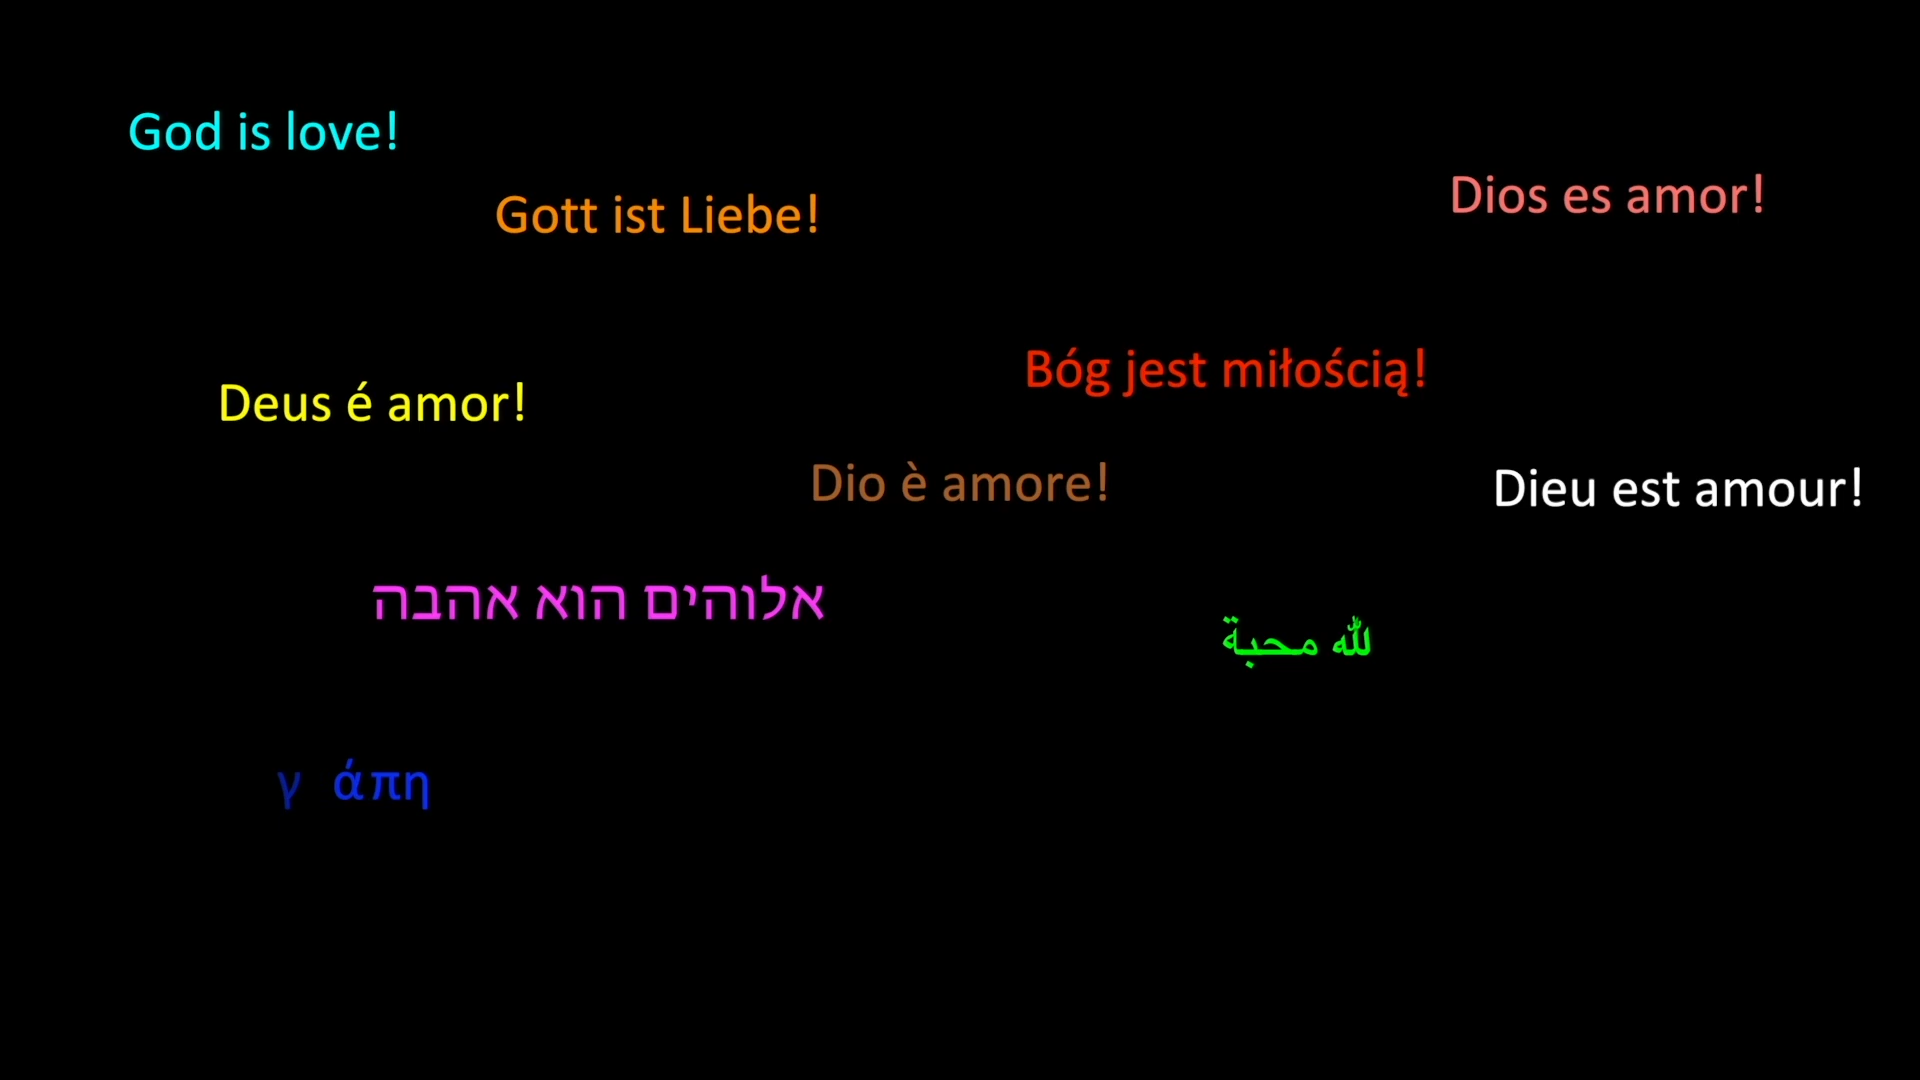 God is love!
Dios es amor!
Gott ist Liebe!
Bóg jest miłością!
Deus é amor!
Dio è amore!
Dieu est amour!
אלוהים הוא אהבה
لله محبة
γ άπη